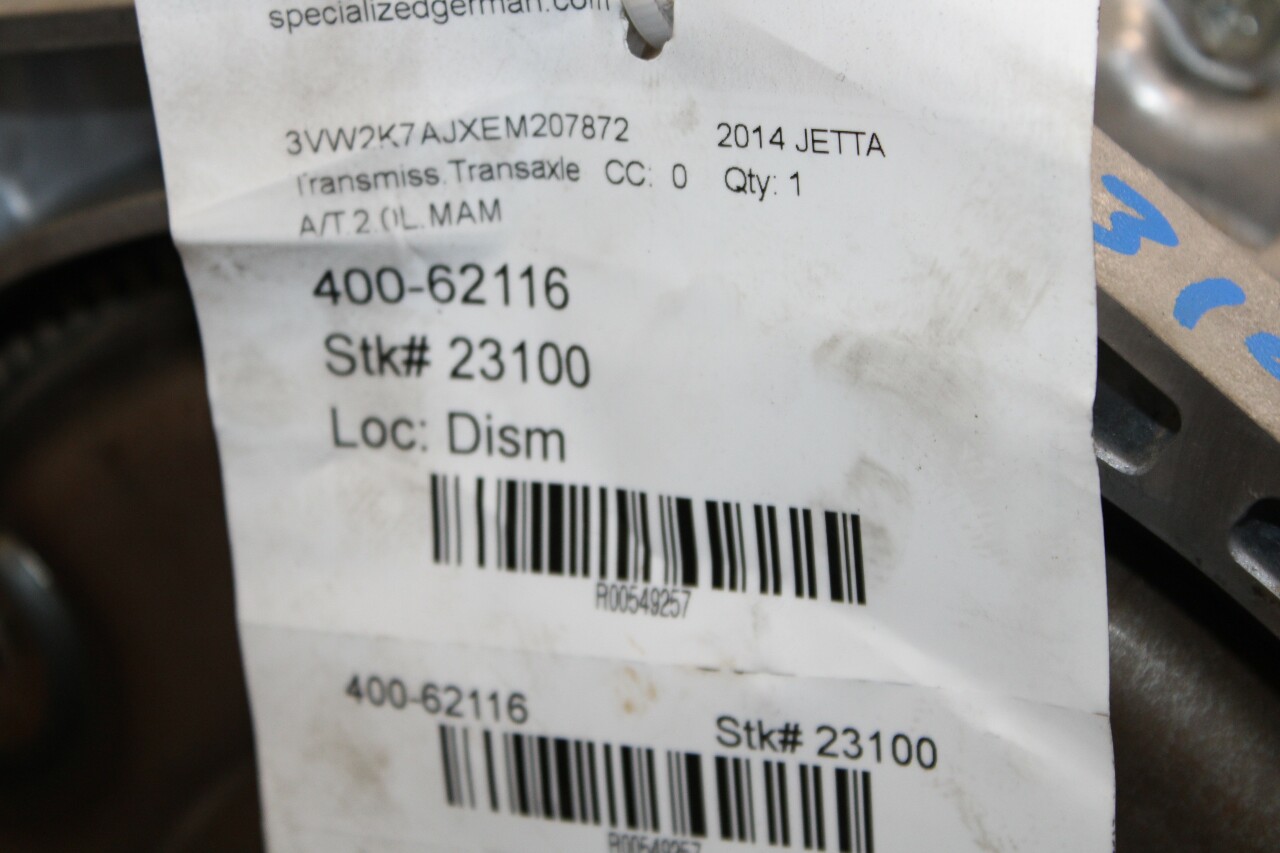 specializedgerman.com
3VW2K7AJXEM207872 2014 JETTA
Transmiss.Transaxle CC: 0 Qty: 1
A/T.2.0L.MAM
400-62116
Stk# 23100
Loc: Dism
R00549257
400-62116
Stk# 23100
R00549257